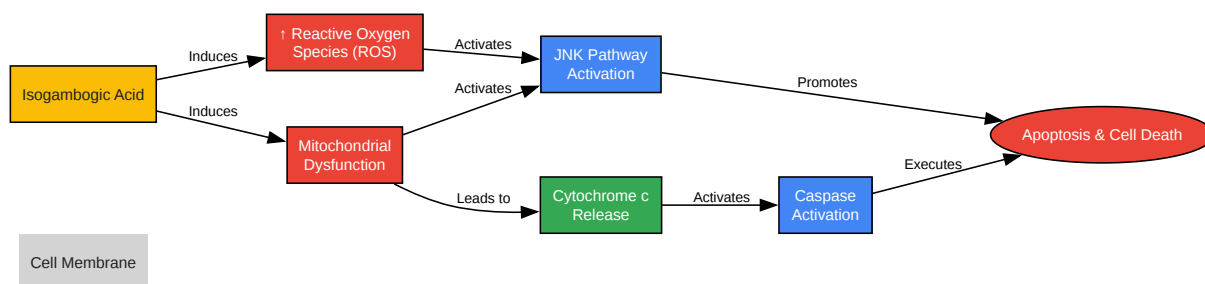 Isogambogic Acid
Induces
Induces
↑ Reactive Oxygen
Species (ROS)
Mitochondrial
Dysfunction
Activates
Activates
Leads to
JNK Pathway
Activation
Cytochrome c
Release
Promotes
Activates
Caspase
Activation
Executes
Apoptosis & Cell Death
Cell Membrane